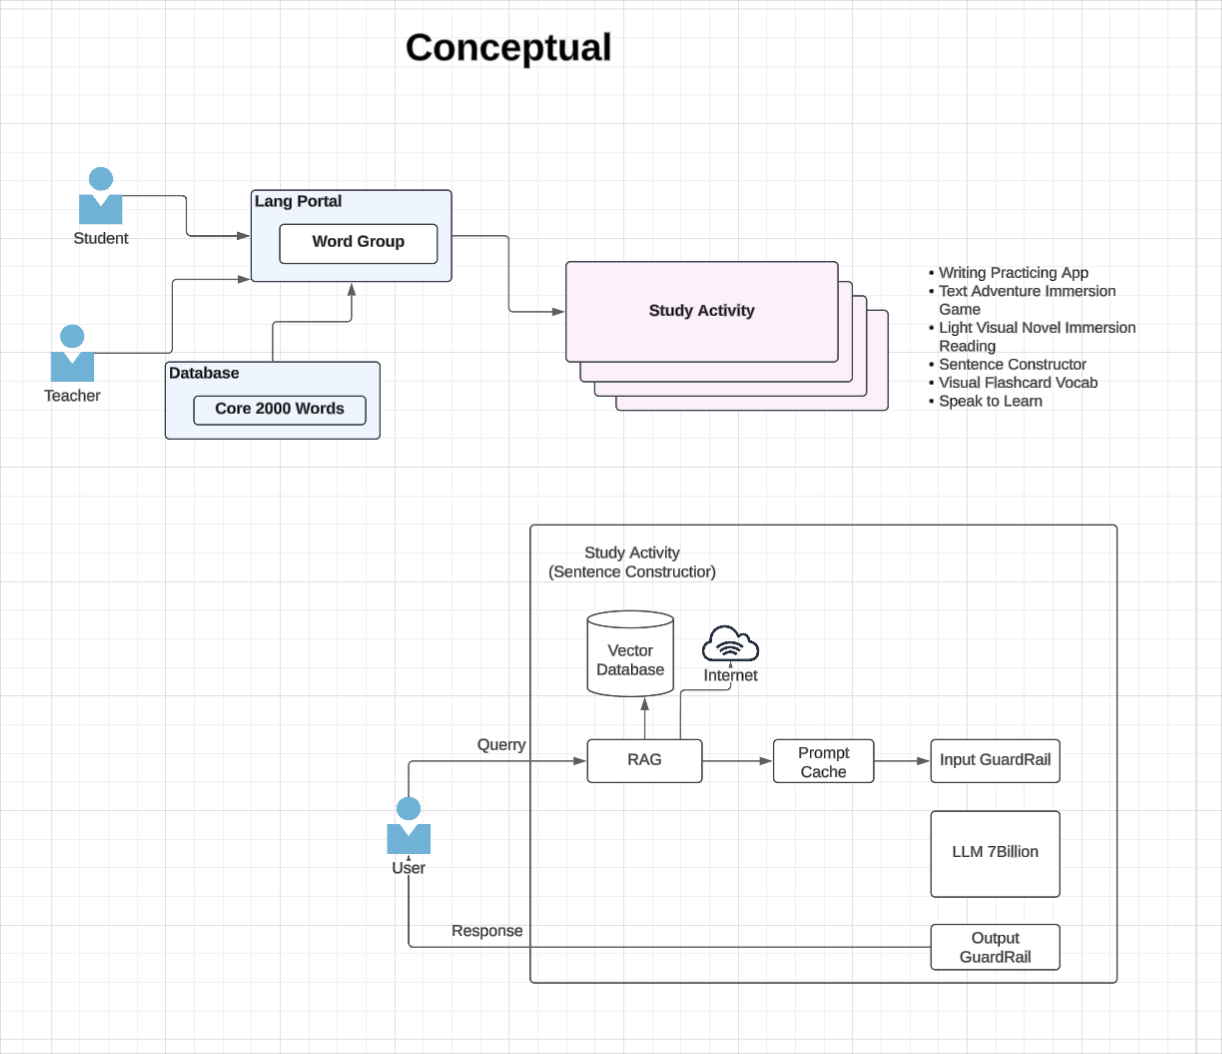 Conceptual
Student
Lang Portal
Word Group
Teacher
Database
Core 2000 Words
Study Activity
• Writing Practicing App
• Text Adventure Immersion
Game
• Light Visual Novel Immersion
Reading
• Sentence Constructor
• Visual Flashcard Vocab
• Speak to Learn
Study Activity
(Sentence Constructior)
Vector
Database
Internet
Querry
RAG
Prompt
Cache
Input GuardRail
User
LLM 7Billion
Response
Output
GuardRail